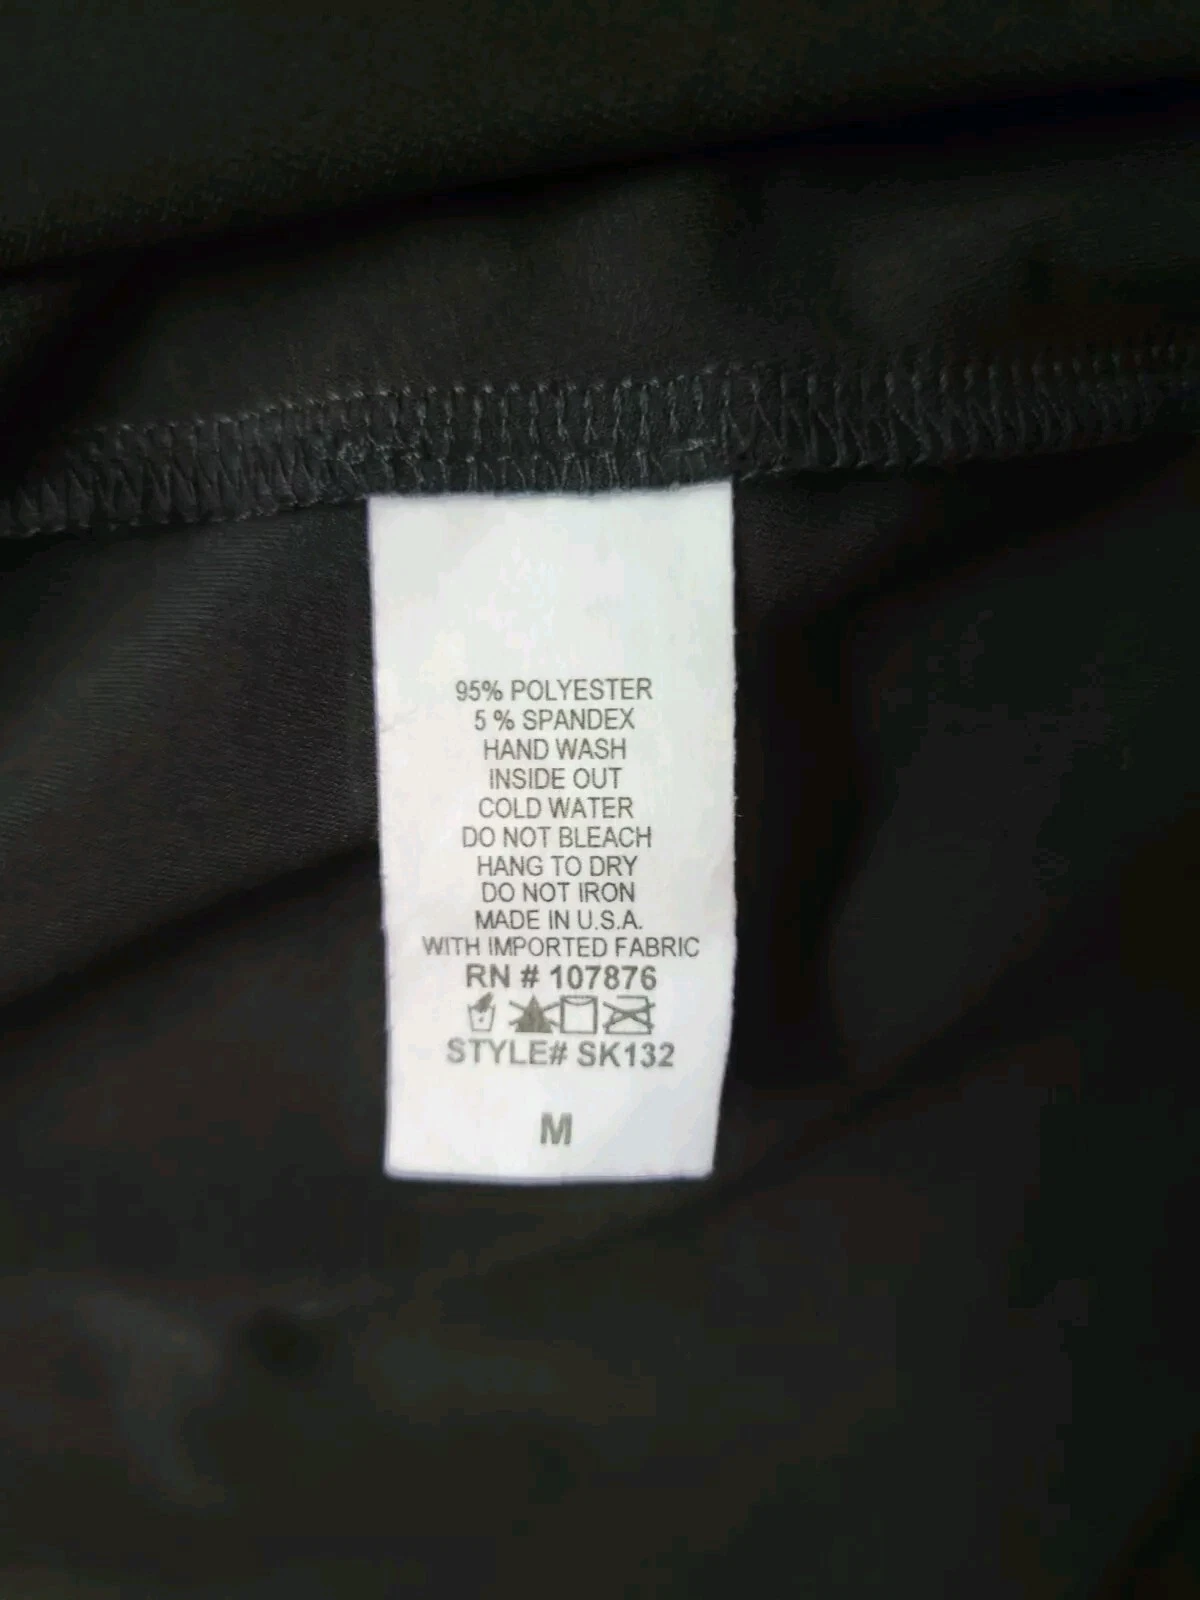 95% POLYESTER
5 % SPANDEX
HAND WASH
INSIDE OUT
COLD WATER
DO NOT BLEACH
HANG TO DRY
DO NOT IRON
MADE IN U.S.A.
WITH IMPORTED FABRIC
RN # 107876
STYLE# SK132
M